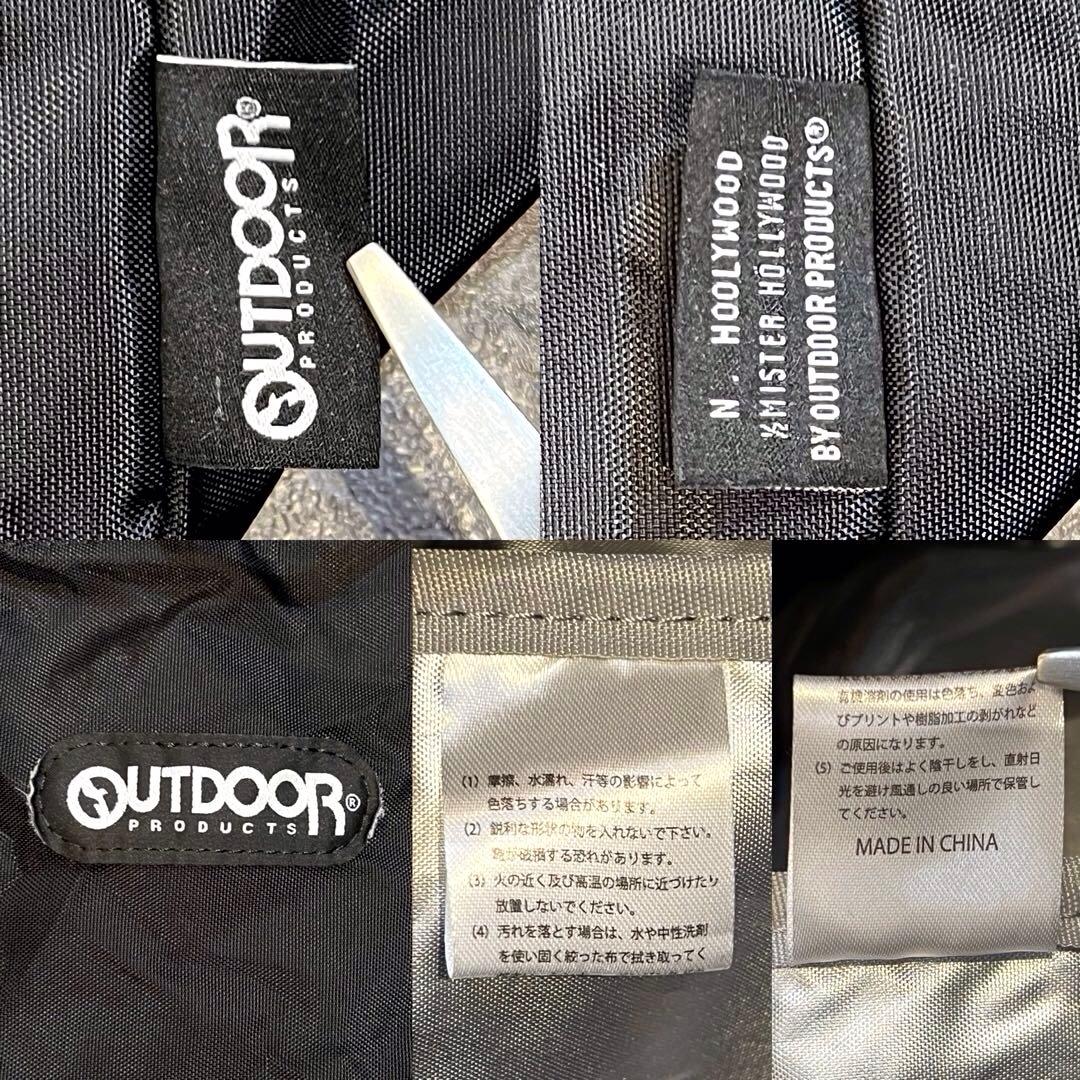 OUTDOOR®
PRODUCTS
N. HOOLYWOOD
½MISTER HÖLLYWOOD
BY OUTDOOR PRODUCTS®
OUTDOOR®
PRODUCTS
(1) 摩擦、水濡れ、汗等の影響によって
色落ちする場合があります。
(2) 鋭利な形状の物を入れないで下さい。
袋が破損する恐れがあります。
(3) 火の近く及び高温の場所に近づけたり
放置しないでください。
(4) 汚れを落とす場合は、水や中性洗剤
を使い固く絞った布で拭き取ってく
有機溶剤の使用は色落ち、変色およ
びプリントや樹脂加工の剥がれなど
の原因になります。
(5) ご使用後はよく陰干しをし、直射日
光を避け風通しの良い場所で保管し
てください。
MADE IN CHINA